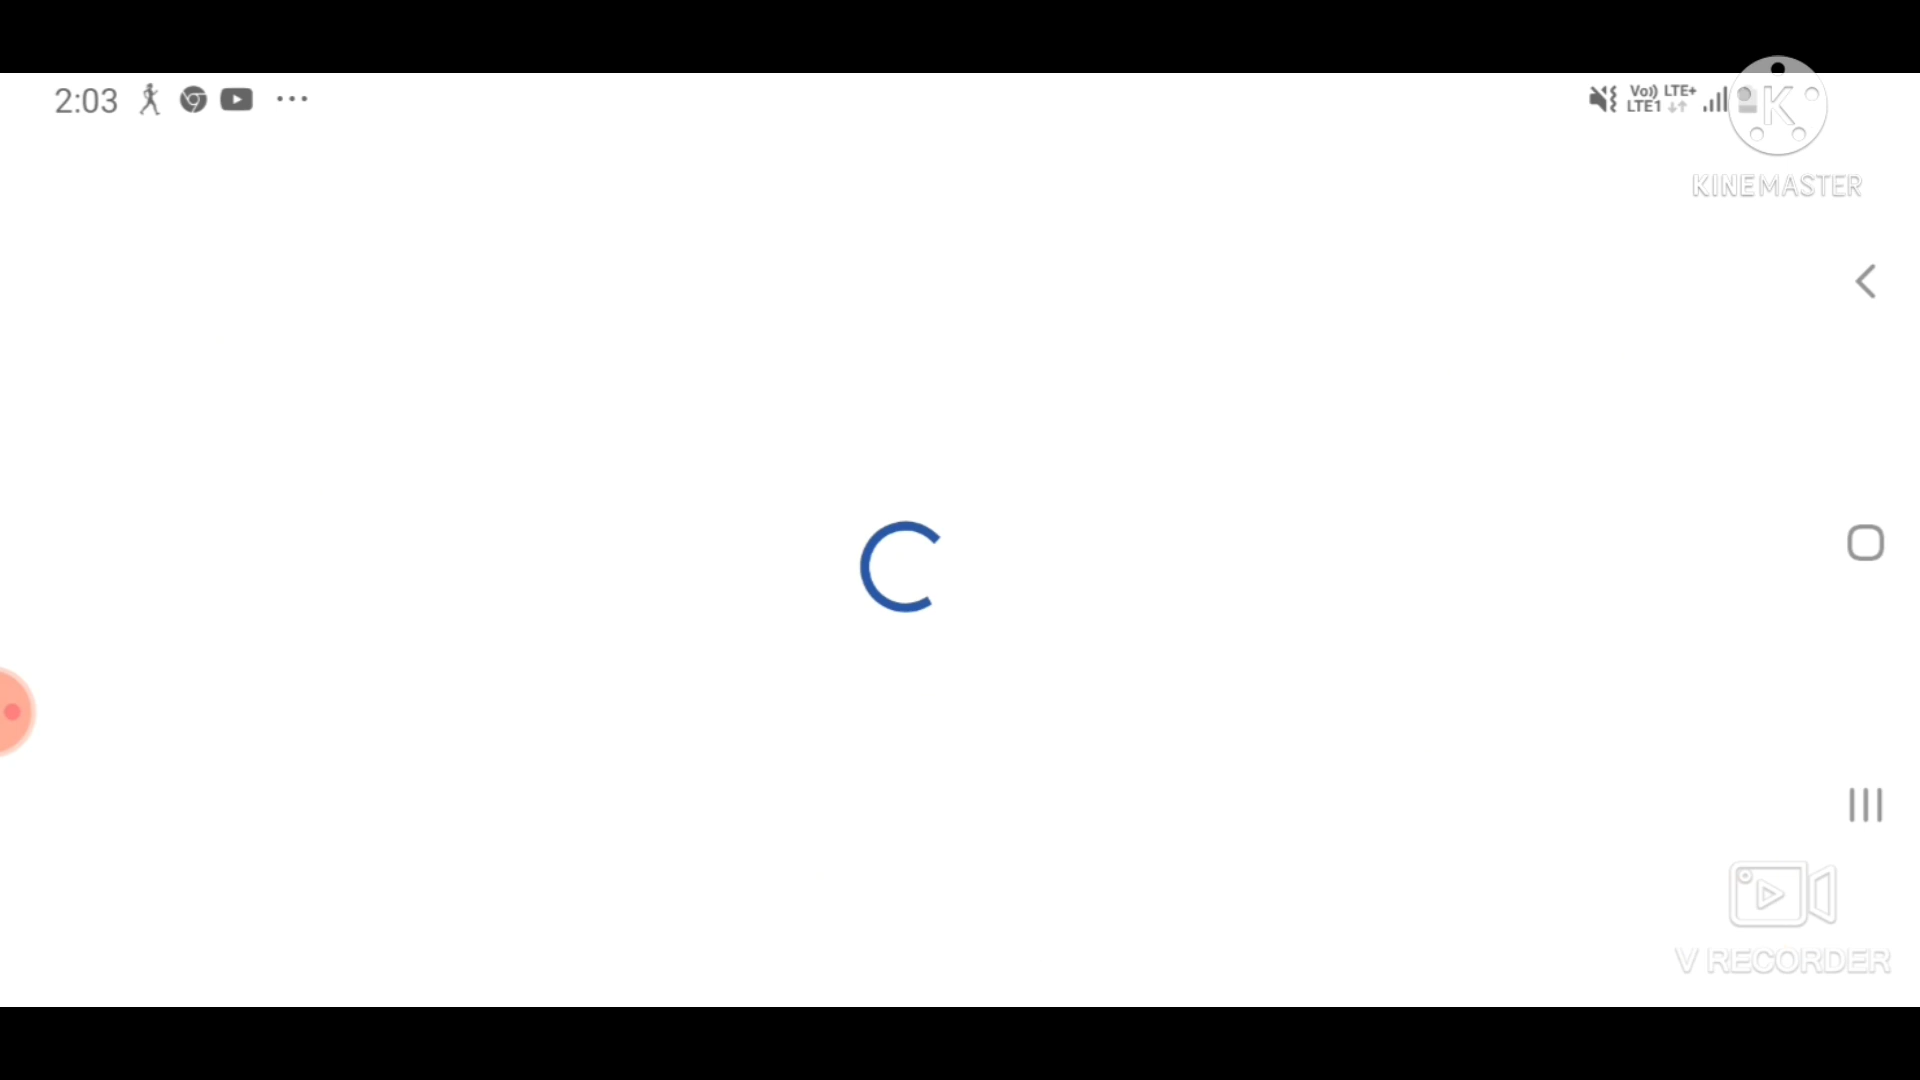 2:03
Vo)) LTE+
LTE1
K
KINEMASTER
V RECORDER